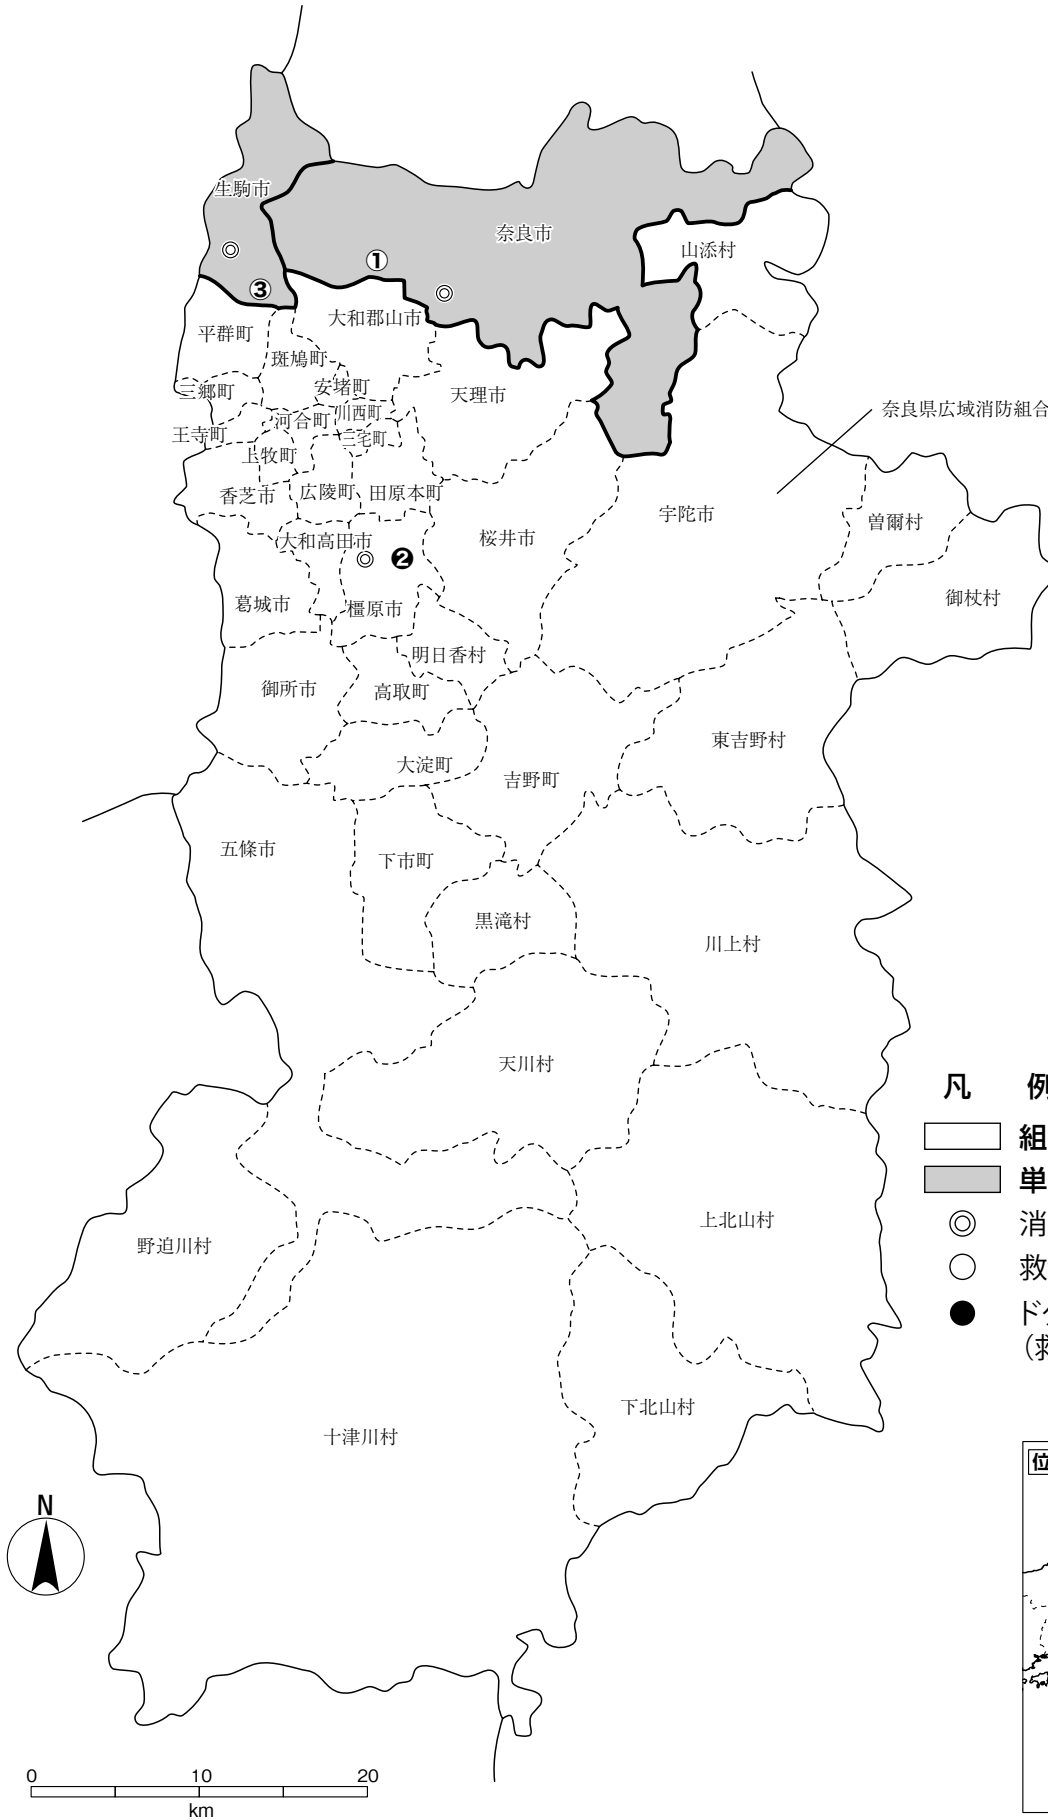 生駒市
奈良市
山添村
①
③
大和郡山市
平群町
斑鳩町
安堵町
天理市
三郷町
河合町
川西町
奈良県広域消防組合
王寺町
三宅町
上牧町
香芝市
広陵町
田原本町
宇陀市
曽爾村
大和高田市
桜井市
❷
葛城市
橿原市
御杖村
明日香村
御所市
高取町
東吉野村
大淀町
吉野町
五條市
下市町
黒滝村
川上村
天川村
凡 例
組
単
消
救
ド
（救
上北山村
野迫川村
下北山村
十津川村
位
N
0 10 20
km